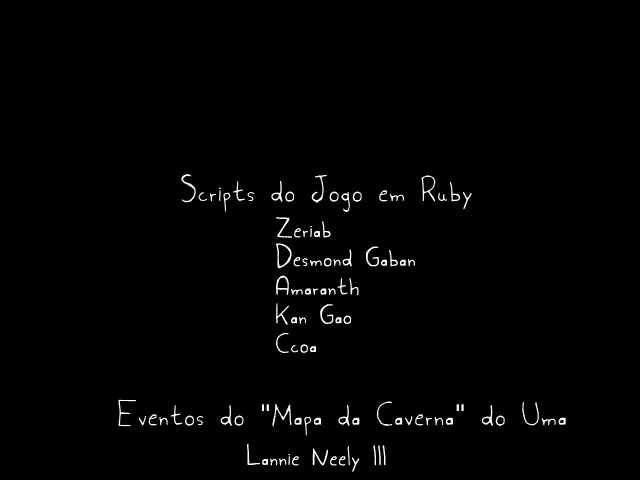 Scripts do Jogo em Ruby
Zeriab
Desmond Gaban
Amaranth
Kan Gao
Ccoa
Eventos do "Mapa da Caverna" do Uma
Lannie Neely III